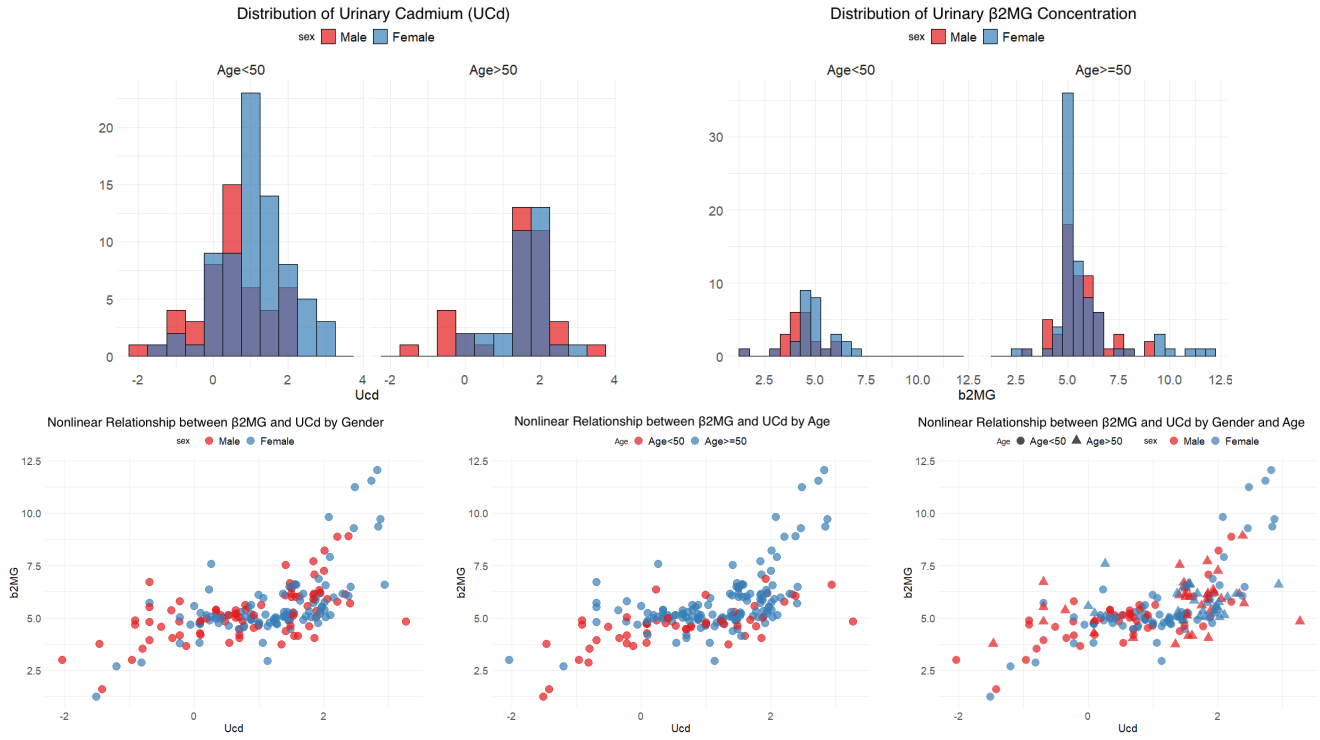 Distribution of Urinary Cadmium (UCd)
sex Male Female
Age<50 Age>50
20
15
10
5
0
-2 0 2 4 -2 0 2 4
Ucd
Distribution of Urinary β2MG Concentration
sex Male Female
Age<50 Age>=50
30
20
10
0
2.5 5.0 7.5 10.0 12.5 2.5 5.0 7.5 10.0 12.5
b2MG
Nonlinear Relationship between β2MG and UCd by Gender
sex Male Female
12.5
10.0
7.5
5.0
2.5
b2MG
-2 0 2
Ucd
Nonlinear Relationship between β2MG and UCd by Age
Age Age<50 Age>=50
12.5
10.0
7.5
5.0
2.5
b2MG
-2 0 2
Ucd
Nonlinear Relationship between β2MG and UCd by Gender and Age
Age Age<50 Age>50 sex Male Female
12.5
10.0
7.5
5.0
2.5
b2MG
-2 0 2
Ucd